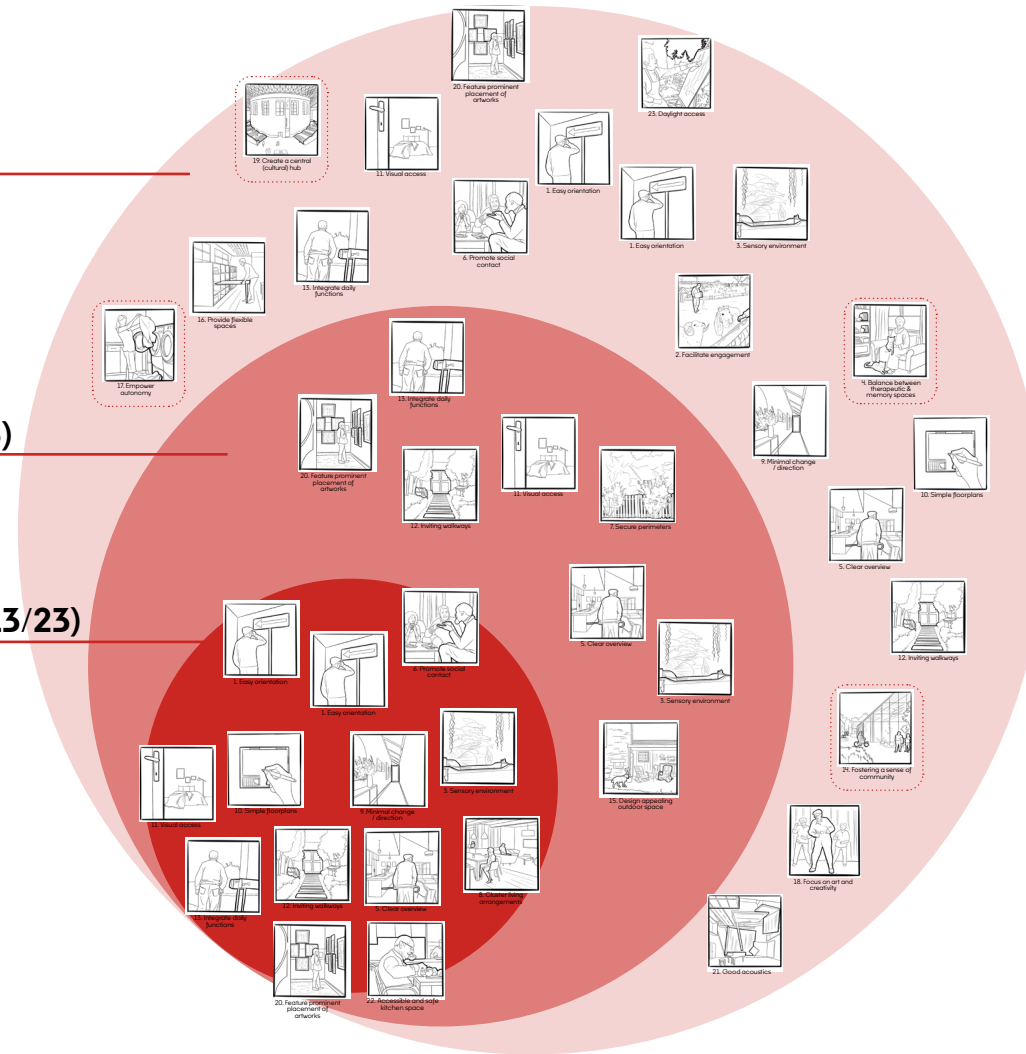 20. Feature prominent
placement of
artworks
23. Daylight access
19. Create a central
(cultural) hub
11. Visual access
1. Easy orientation
1. Easy orientation
3. Sensory environment
6. Promote social
contact
13. Integrate daily
functions
16. Provide flexible
spaces
2. Facilitate engagement
17. Empower
autonomy
4. Balance between
therapeutic &
memory spaces
13. Integrate daily
functions
)
20. Feature prominent
placement of
artworks
11. Visual access
9. Minimal change
/ direction
10. Simple floorplans
12. Inviting walkways
7. Secure perimeters
5. Clear overview
13/23)
5. Clear overview
12. Inviting walkways
6. Promote social
contact
1. Easy orientation
1. Easy orientation
3. Sensory environment
14. Fostering a sense of
community
15. Design appealing
outdoor space
3. Sensory environment
11. Visual access
10. Simple floorplans
9. Minimal change
/ direction
18. Focus on art and
creativity
8. Cluster living
arrangements
13. Integrate daily
functions
12. Inviting walkways
5. Clear overview
21. Good acoustics
20. Feature prominent
placement of
artworks
22. Accessible and safe
kitchen space